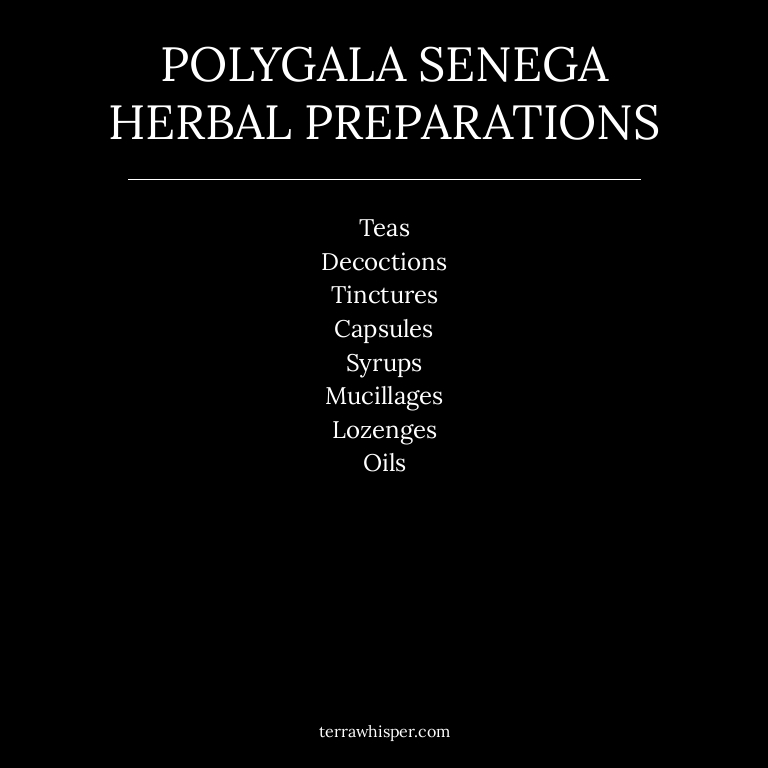 POLYGALA SENEGA
HERBAL PREPARATIONS
Teas
Decoctions
Tinctures
Capsules
Syrups
Mucillages
Lozenges
Oils
terrawhisper.com